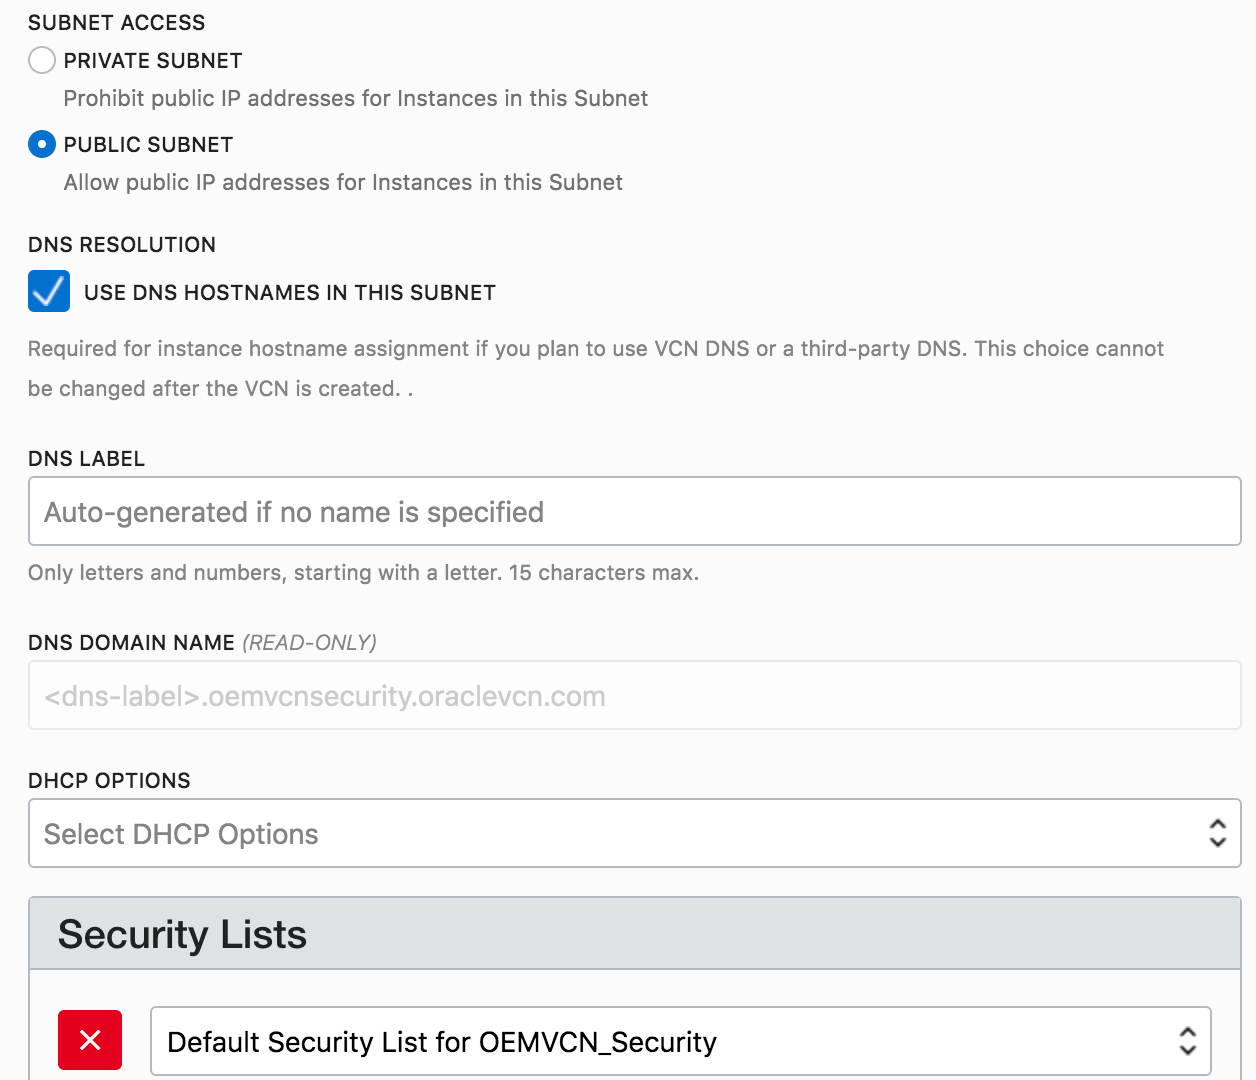 SUBNET ACCESS
PRIVATE SUBNET
Prohibit public IP addresses for Instances in this Subnet
PUBLIC SUBNET
Allow public IP addresses for Instances in this Subnet
DNS RESOLUTION
USE DNS HOSTNAMES IN THIS SUBNET
Required for instance hostname assignment if you plan to use VCN DNS or a third-party DNS. This choice cannot
be changed after the VCN is created. .
DNS LABEL
Auto-generated if no name is specified
Only letters and numbers, starting with a letter. 15 characters max.
DNS DOMAIN NAME (READ-ONLY)
<dns-label>.oemvcnsecurity.oraclevcn.com
DHCP OPTIONS
Select DHCP Options
Security Lists
Default Security List for OEMVCN_Security